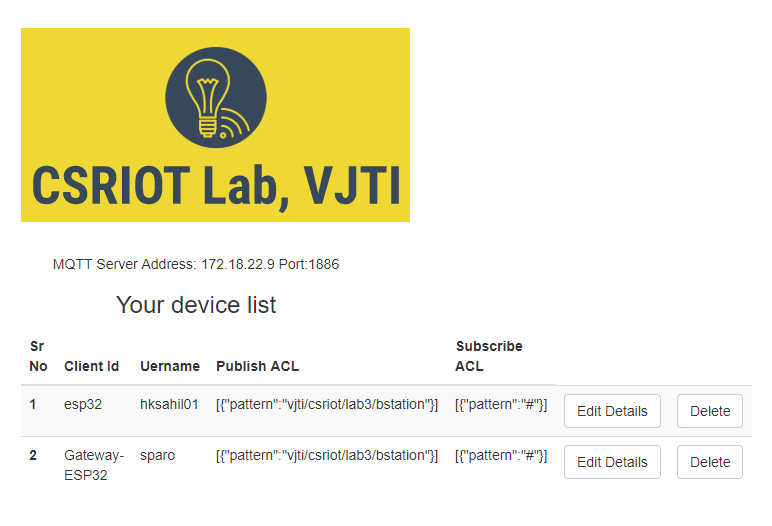 CSRIOT Lab, VJTI
MQTT Server Address: 172.18.22.9 Port:1886
Your device list
Sr No Client Id Uername Publish ACL Subscribe ACL
1 esp32 hksahil01 [{"pattern":"vjti/csriot/lab3/bstation"}] [{"pattern":"#"}] Edit Details Delete
2 Gateway-ESP32 sparo [{"pattern":"vjti/csriot/lab3/bstation"}] [{"pattern":"#"}] Edit Details Delete